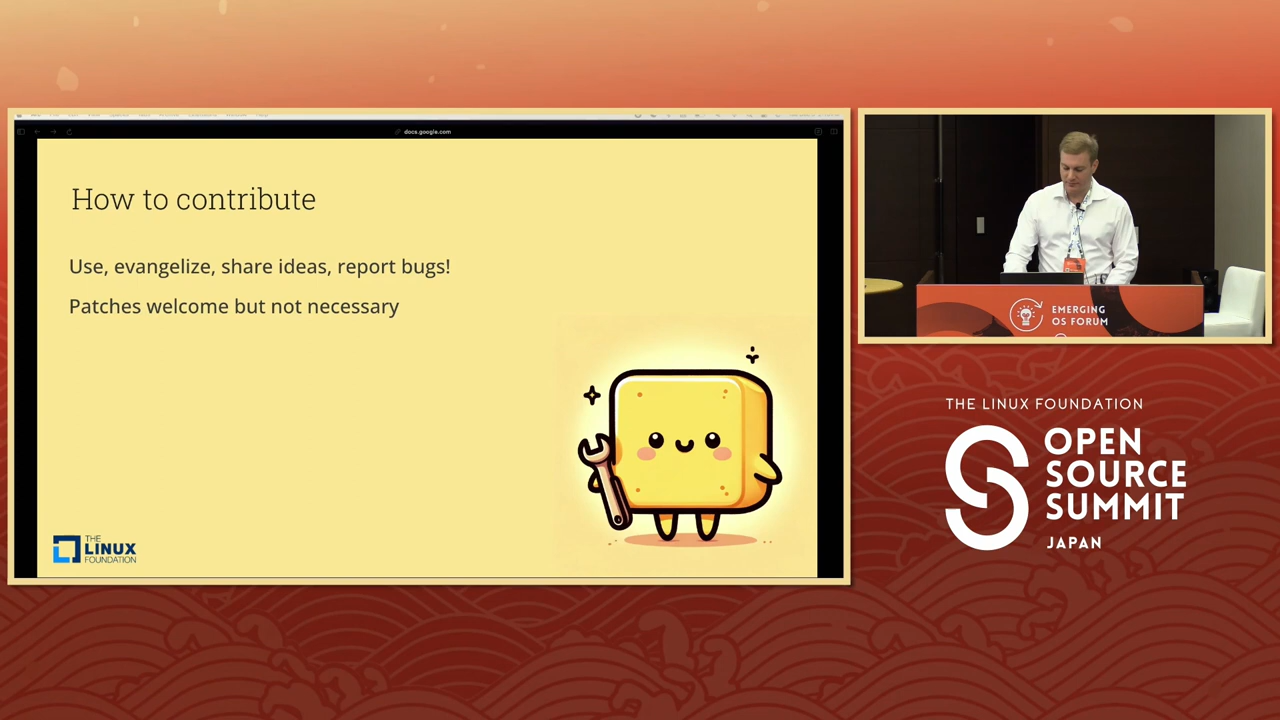 docs.google.com
How to contribute
Use, evangelize, share ideas, report bugs!
Patches welcome but not necessary
THE
LINUX
FOUNDATION
EMERGING
OS FORUM
THE LINUX FOUNDATION
OPEN
SOURCE
SUMMIT
JAPAN